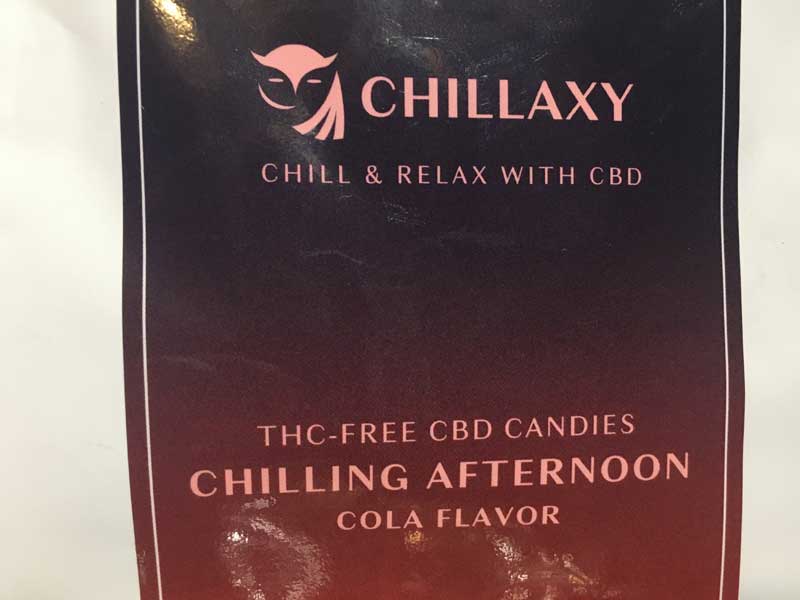 CHILLAXY
CHILL & RELAX WITH CBD
THC-FREE CBD CANDIES
CHILLING AFTERNOON
COLA FLAVOR